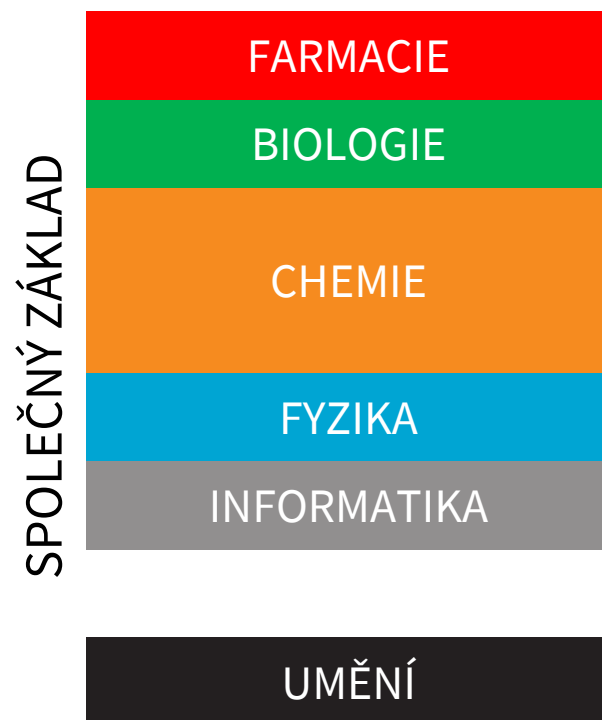 SPOLEČNÝ ZÁKLAD
FARMACIE
BIOLOGIE
CHEMIE
FYZIKA
INFORMATIKA
UMĚNÍ